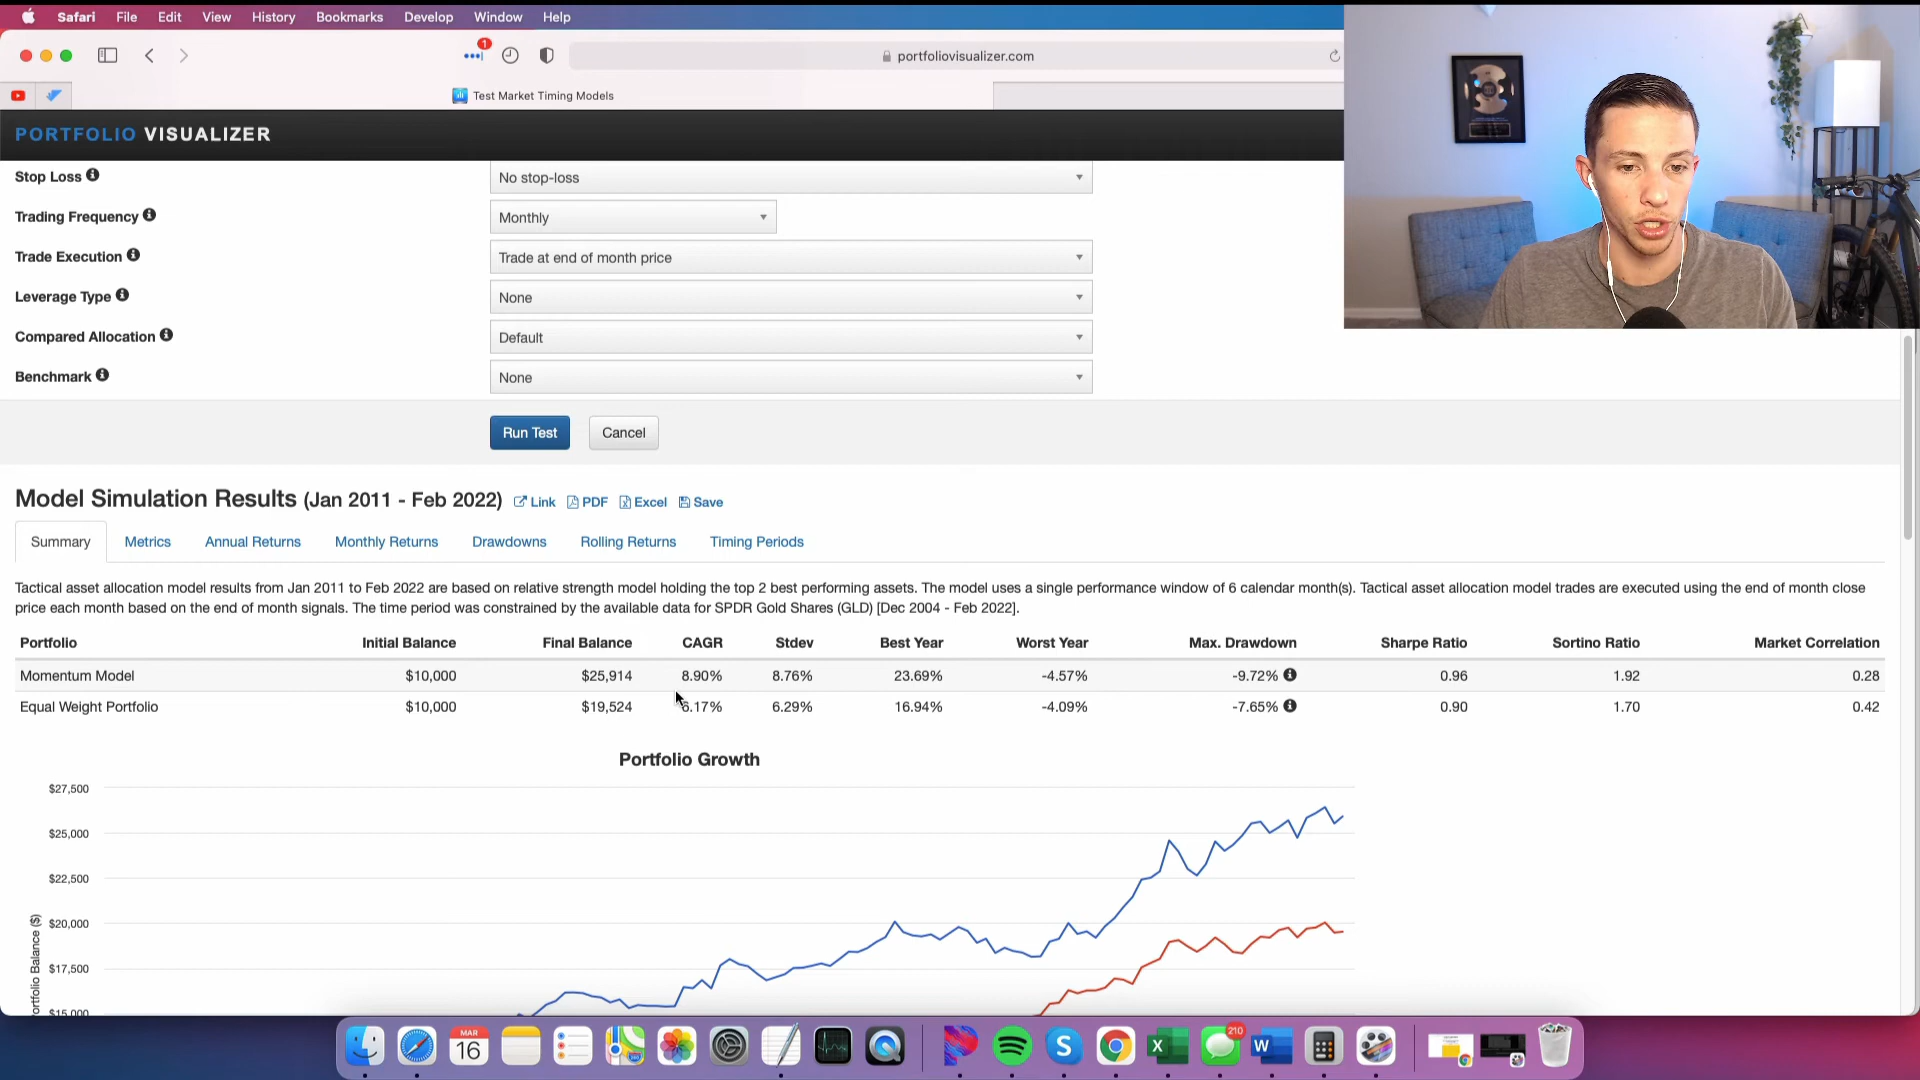 Safari File Edit View History Bookmarks Develop Window Help
1
portfoliovisualizer.com
Test Market Timing Models
PORTFOLIO VISUALIZER
Stop Loss
No stop-loss
Trading Frequency
Monthly
Trade Execution
Trade at end of month price
Leverage Type
None
Compared Allocation
Default
Benchmark
None
Run Test
Cancel
Model Simulation Results (Jan 2011 - Feb 2022) Link PDF Excel Save
Summary Metrics Annual Returns Monthly Returns Drawdowns Rolling Returns Timing Periods
Tactical asset allocation model results from Jan 2011 to Feb 2022 are based on relative strength model holding the top 2 best performing assets. The model uses a single performance window of 6 calendar month(s). Tactical asset allocation model trades are executed using the end of month close
price each month based on the end of month signals. The time period was constrained by the available data for SPDR Gold Shares (GLD) [Dec 2004 - Feb 2022].
Portfolio Initial Balance Final Balance CAGR Stdev Best Year Worst Year Max. Drawdown Sharpe Ratio Sortino Ratio Market Correlation
Momentum Model $10,000 $25,914 8.90% 8.76% 23.69% -4.57% -9.72% 0.96 1.92 0.28
Equal Weight Portfolio $10,000 $19,524 6.17% 6.29% 16.94% -4.09% -7.65% 0.90 1.70 0.42
Portfolio Growth
$27,500
$25,000
$22,500
$20,000
$17,500
$15,000
Portfolio Balance ($)
MAR
16
210
X
W
S